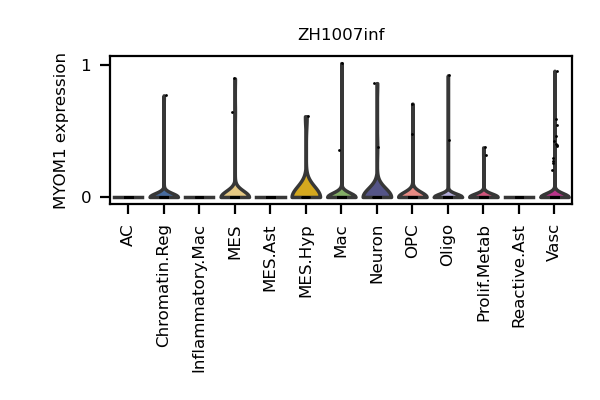 ZH1007inf
MYOM1 expression
1
0
AC
Chromatin.Reg
Inflammatory.Mac
MES
MES.Ast
MES.Hyp
Mac
Neuron
OPC
Oligo
Prolif.Metab
Reactive.Ast
Vasc